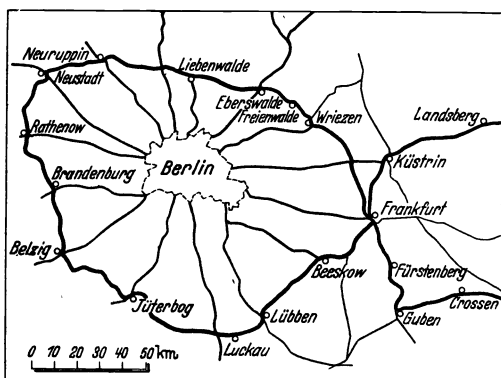 Neuruppin
Liebenwalde
Neustadt
Eberswalde
Freienwalde
Wriezen
Landsberg
Rathenow
Küstrin
Berlin
Brandenburg
Frankfurt
Belzig
Beeskow
Fürstenberg
Crossen
Jüterbog
Lübben
Guben
Luckau
0 10 20 30 40 50 km